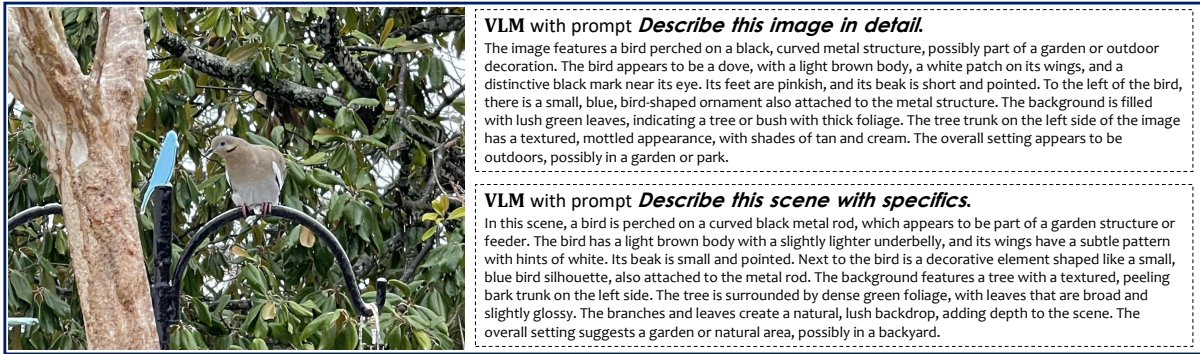 VLM with prompt Describe this image in detail.
The image features a bird perched on a black, curved metal structure, possibly part of a garden or outdoor
decoration. The bird appears to be a dove, with a light brown body, a white patch on its wings, and a
distinctive black mark near its eye. Its feet are pinkish, and its beak is short and pointed. To the left of the bird,
there is a small, blue, bird-shaped ornament also attached to the metal structure. The background is filled
with lush green leaves, indicating a tree or bush with thick foliage. The tree trunk on the left side of the image
has a textured, mottled appearance, with shades of tan and cream. The overall setting appears to be
outdoors, possibly in a garden or park.
VLM with prompt Describe this scene with specifics.
In this scene, a bird is perched on a curved black metal rod, which appears to be part of a garden structure or
feeder. The bird has a light brown body with a slightly lighter underbelly, and its wings have a subtle pattern
with hints of white. Its beak is small and pointed. Next to the bird is a decorative element shaped like a small,
blue bird silhouette, also attached to the metal rod. The background features a tree with a textured, peeling
bark trunk on the left side. The tree is surrounded by dense green foliage, with leaves that are broad and
slightly glossy. The branches and leaves create a natural, lush backdrop, adding depth to the scene. The
overall setting suggests a garden or natural area, possibly in a backyard.